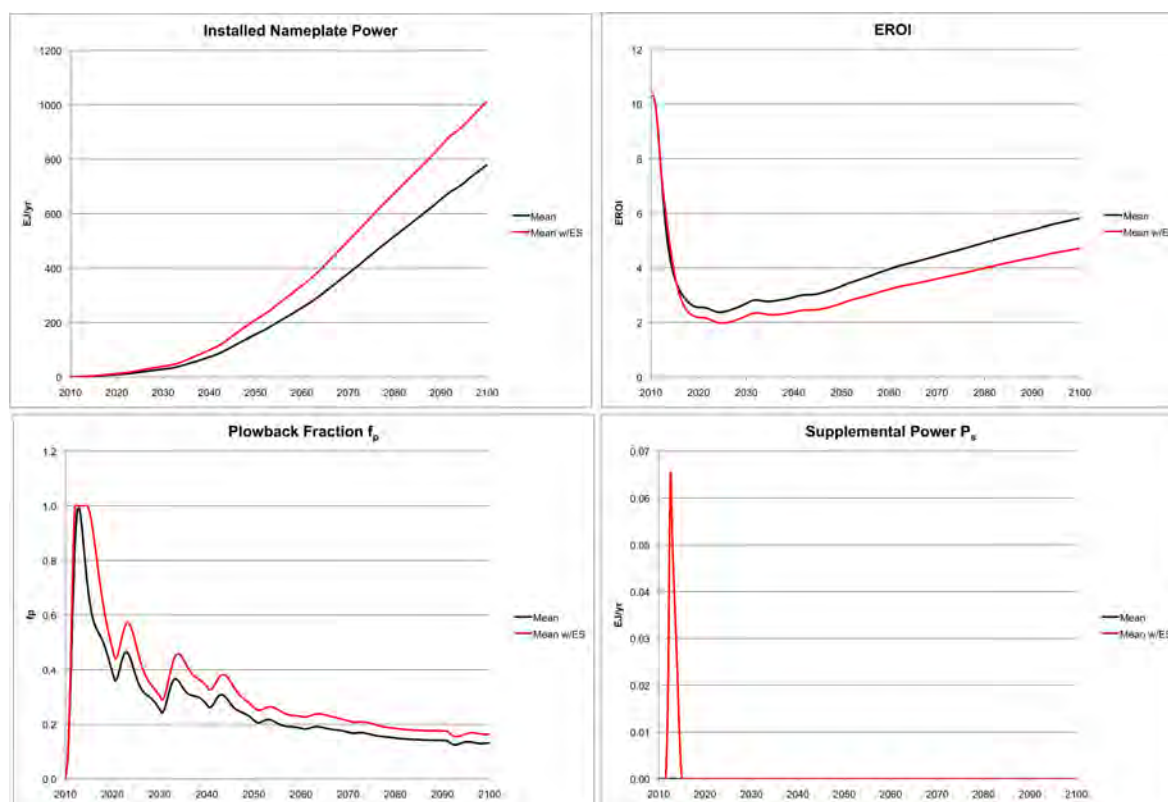 Installed Nameplate Power
1200
1000
800
600
400
200
0
EJ/yr
2010 2020 2030 2040 2050 2060 2070 2080 2090 2100
Mean
Mean w/ES
EROI
12
10
8
6
4
2
0
EROI
2010 2020 2030 2040 2050 2060 2070 2080 2090 2100
Mean
Mean w/ES
Plowback Fraction fp
1.2
1.0
0.8
0.6
0.4
0.2
0.0
fp
2010 2020 2030 2040 2050 2060 2070 2080 2090 2100
Mean
Mean w/ES
Supplemental Power Ps
0.07
0.06
0.05
0.04
0.03
0.02
0.01
0.00
EJ/yr
2010 2020 2030 2040 2050 2060 2070 2080 2090 2100
Mean
Mean w/ES